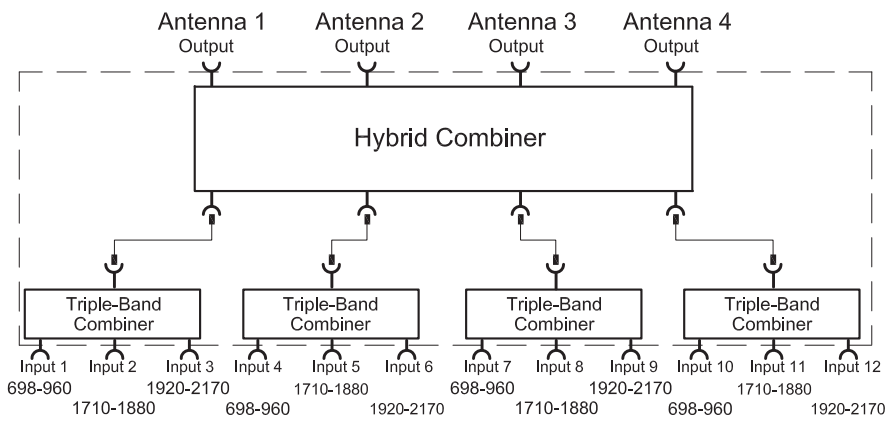 Antenna 1 Antenna 2 Antenna 3 Antenna 4
Output Output Output Output
Hybrid Combiner
Triple-Band Triple-Band Triple-Band Triple-Band
Combiner Combiner Combiner Combiner
Input 1 Input 2 Input 3 Input 4 Input 5 Input 6 Input 7 Input 8 Input 9 Input 10 Input 11 Input 12
698-960 1920-2170 1710-1880 698-960 1920-2170 1710-1880
1710-1880 698-960 1920-2170 1710-1880 698-960 1920-2170